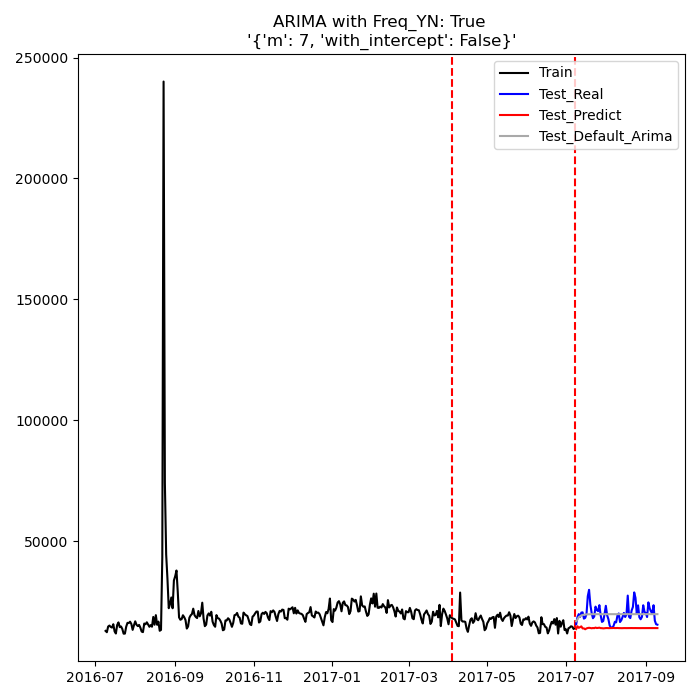 ARIMA with Freq_YN: True
'{'m': 7, 'with_intercept': False}'
250000
200000
150000
100000
50000
Train
Test_Real
Test_Predict
Test_Default_Arima
2016-07
2016-09
2016-11
2017-01
2017-03
2017-05
2017-07
2017-09